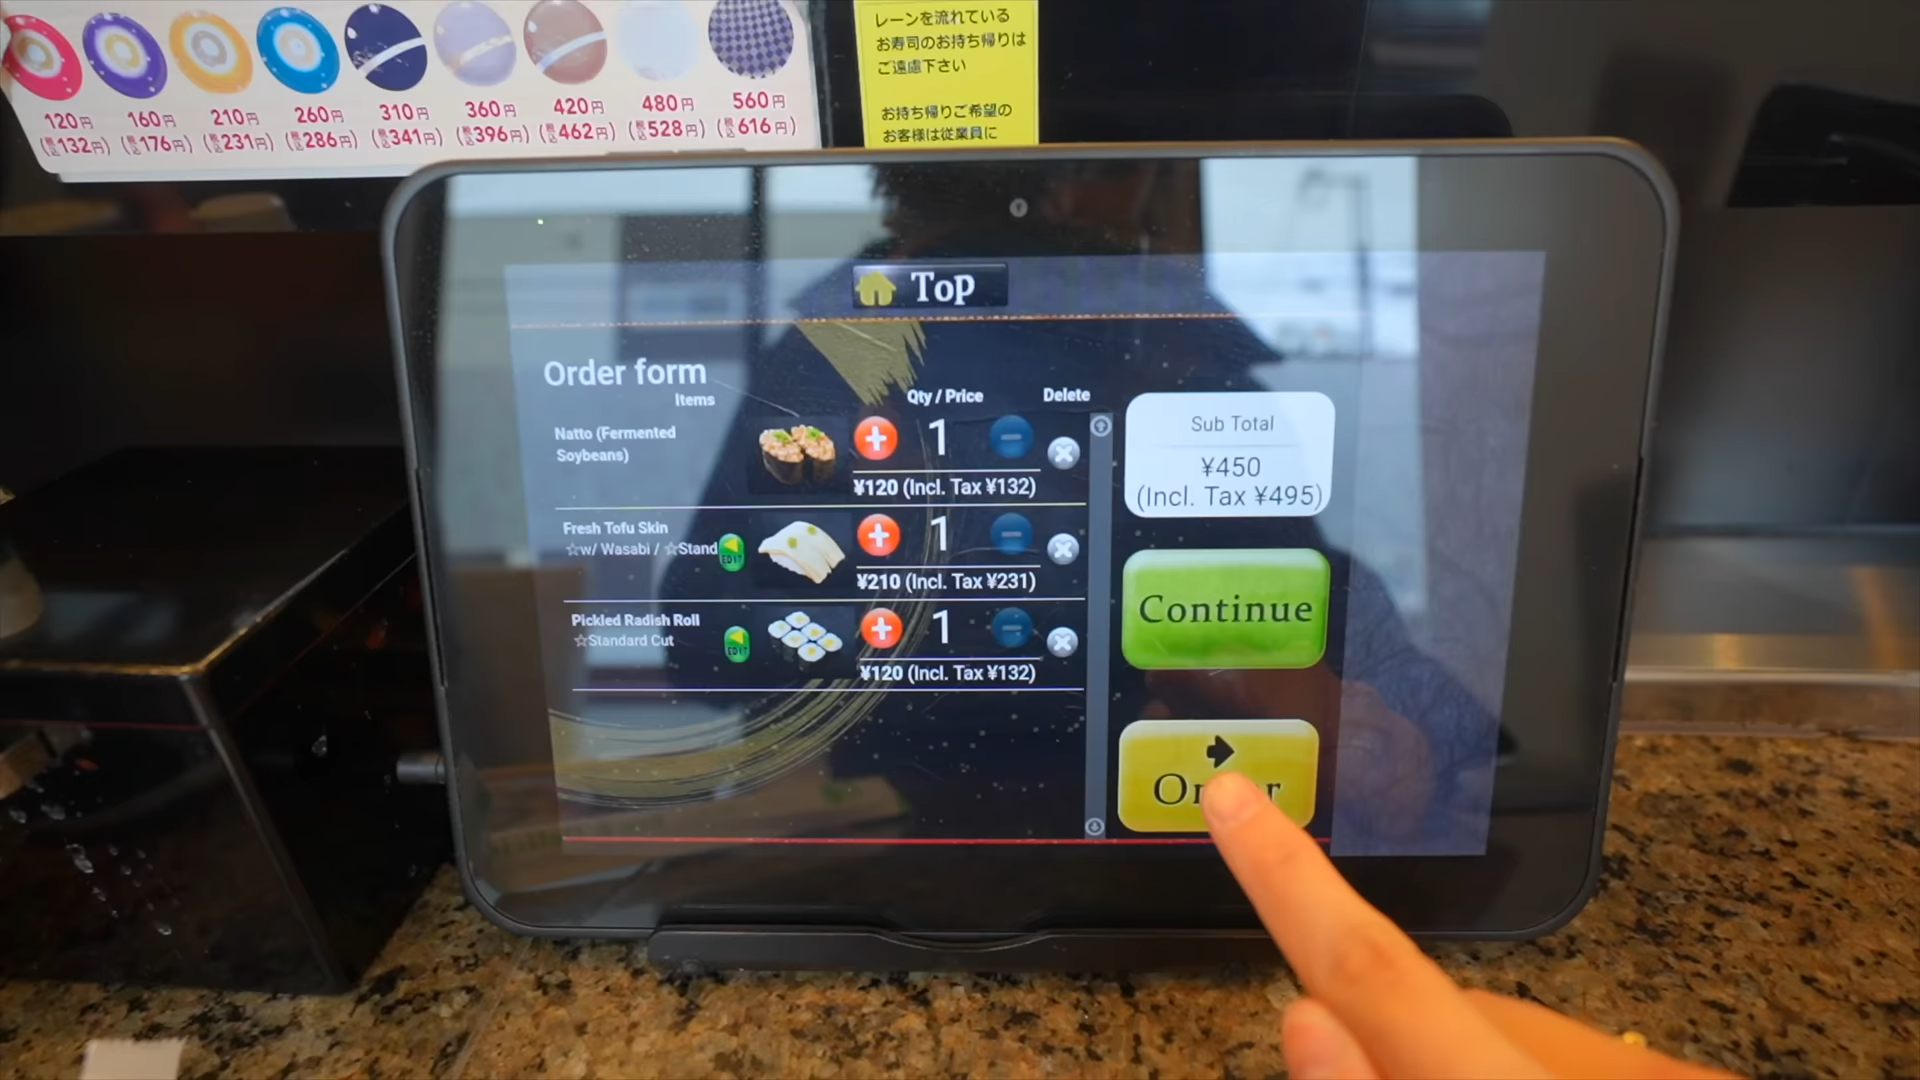 120円 160円 210円 260円 310円 360円 420円 480円 560円
(税込132円) (税込176円) (税込231円) (税込286円) (税込341円) (税込396円) (税込462円) (税込528円) (税込616円)
レーンを流れている
お寿司のお持ち帰りは
ご遠慮下さい
お持ち帰りご希望の
お客様は従業員に
Top
Order form
Items
Qty / Price
Delete
Natto (Fermented
Soybeans)
1
¥120 (Incl. Tax ¥132)
Fresh Tofu Skin
☆w/ Wasabi / ☆Stand
EDIT
1
¥210 (Incl. Tax ¥231)
Pickled Radish Roll
☆Standard Cut
EDIT
1
¥120 (Incl. Tax ¥132)
Sub Total
¥450
(Incl. Tax ¥495)
Continue
Order